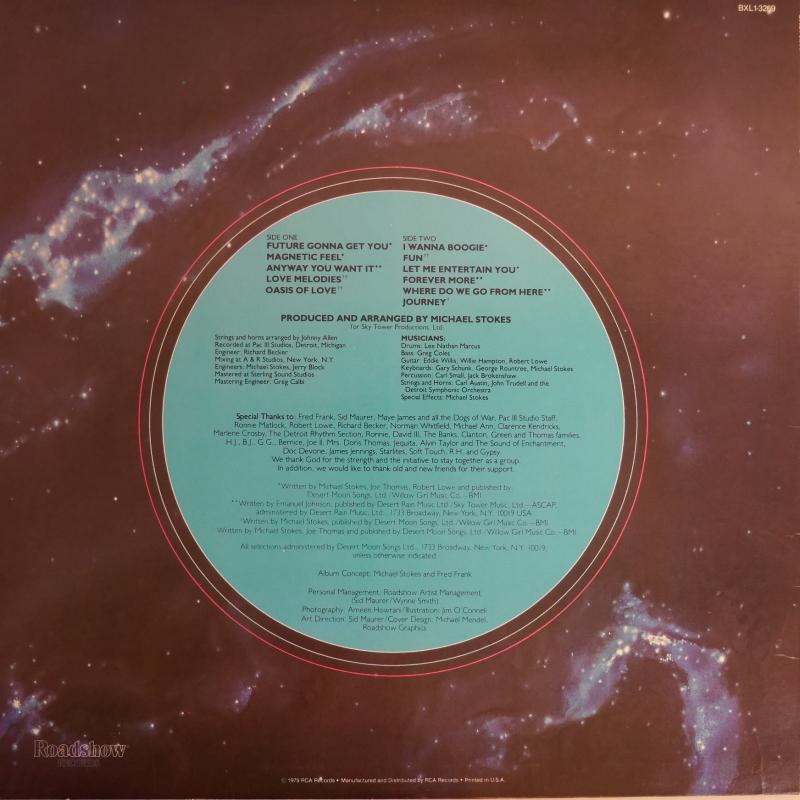 BXL1-3269
SIDE ONE
FUTURE GONNA GET YOU*
MAGNETIC FEEL*
ANYWAY YOU WANT IT**
LOVE MELODIES††
OASIS OF LOVE††
SIDE TWO
I WANNA BOOGIE*
FUN††
LET ME ENTERTAIN YOU*
FOREVER MORE**
WHERE DO WE GO FROM HERE**
JOURNEY†
PRODUCED AND ARRANGED BY MICHAEL STOKES
for Sky Tower Productions, Ltd.
Strings and horns arranged by Johnny Allen
Recorded at Pac III Studios, Detroit, Michigan
Engineer: Richard Becker
Mixing at A & R Studios, New York, N.Y.
Engineers: Michael Stokes, Jerry Block
Mastered at Sterling Sound Studios
Mastering Engineer: Greg Calbi
MUSICIANS:
Drums: Lee Nathan Marcus
Bass: Greg Coles
Guitar: Eddie Willis, Willie Hampton, Robert Lowe
Keyboards: Gary Schunk, George Rountree, Michael Stokes
Percussion: Carl Small, Jack Brokenshaw
Strings and Horns: Carl Austin, John Trudell and the
Detroit Symphonic Orchestra
Special Effects: Michael Stokes
Special Thanks to: Fred Frank, Sid Maurer, Maye James and all the Dogs of War, Pac III Studio Staff,
Ronnie Matlock, Robert Lowe, Richard Becker, Norman Whitfield, Michael Ann, Clarence Kendricks,
Marlene Crosby, The Detroit Rhythm Section, Ronnie, David III, The Banks, Clanton, Green and Thomas families.
H.J., B.J., G.G., Bernice, Joe II, Mrs. Doris Thomas, Jequita, Alvin Taylor and The Sound of Enchantment,
Doc Devone, James Jennings, Starlites, Soft Touch, R.H. and Gypsy.
We thank God for the strength and the initiative to stay together as a group.
In addition, we would like to thank old and new friends for their support.
*Written by Michael Stokes, Joe Thomas, Robert Lowe and published by
Desert Moon Songs, Ltd./Willow Girl Music Co.—BMI
**Written by Emanuel Johnson, published by Desert Rain Music Ltd./Sky Tower Music Ltd.—ASCAP,
administered by Desert Rain Music, Ltd., 1733 Broadway, New York, N.Y. 10019 USA
†Written by Michael Stokes, published by Desert Moon Songs, Ltd./Willow Girl Music Co.—BMI
Written by Michael Stokes, Joe Thomas and published by Desert Moon Songs, Ltd./Willow Girl Music Co.—BMI
All selections administered by Desert Moon Songs Ltd., 1733 Broadway, New York, N.Y. 10019,
unless otherwise indicated.
Album Concept: Michael Stokes and Fred Frank
Personal Management: Roadshow Artist Management
(Sid Maurer/Wynne Smith)
Photography: Ameen Howrani/Illustration: Jim O'Connell
Art Direction: Sid Maurer/Cover Design: Michael Mendel,
Roadshow Graphics
Roadshow
RECORDS
© 1979 RCA Records • Manufactured and Distributed by RCA Records • Printed in U.S.A.